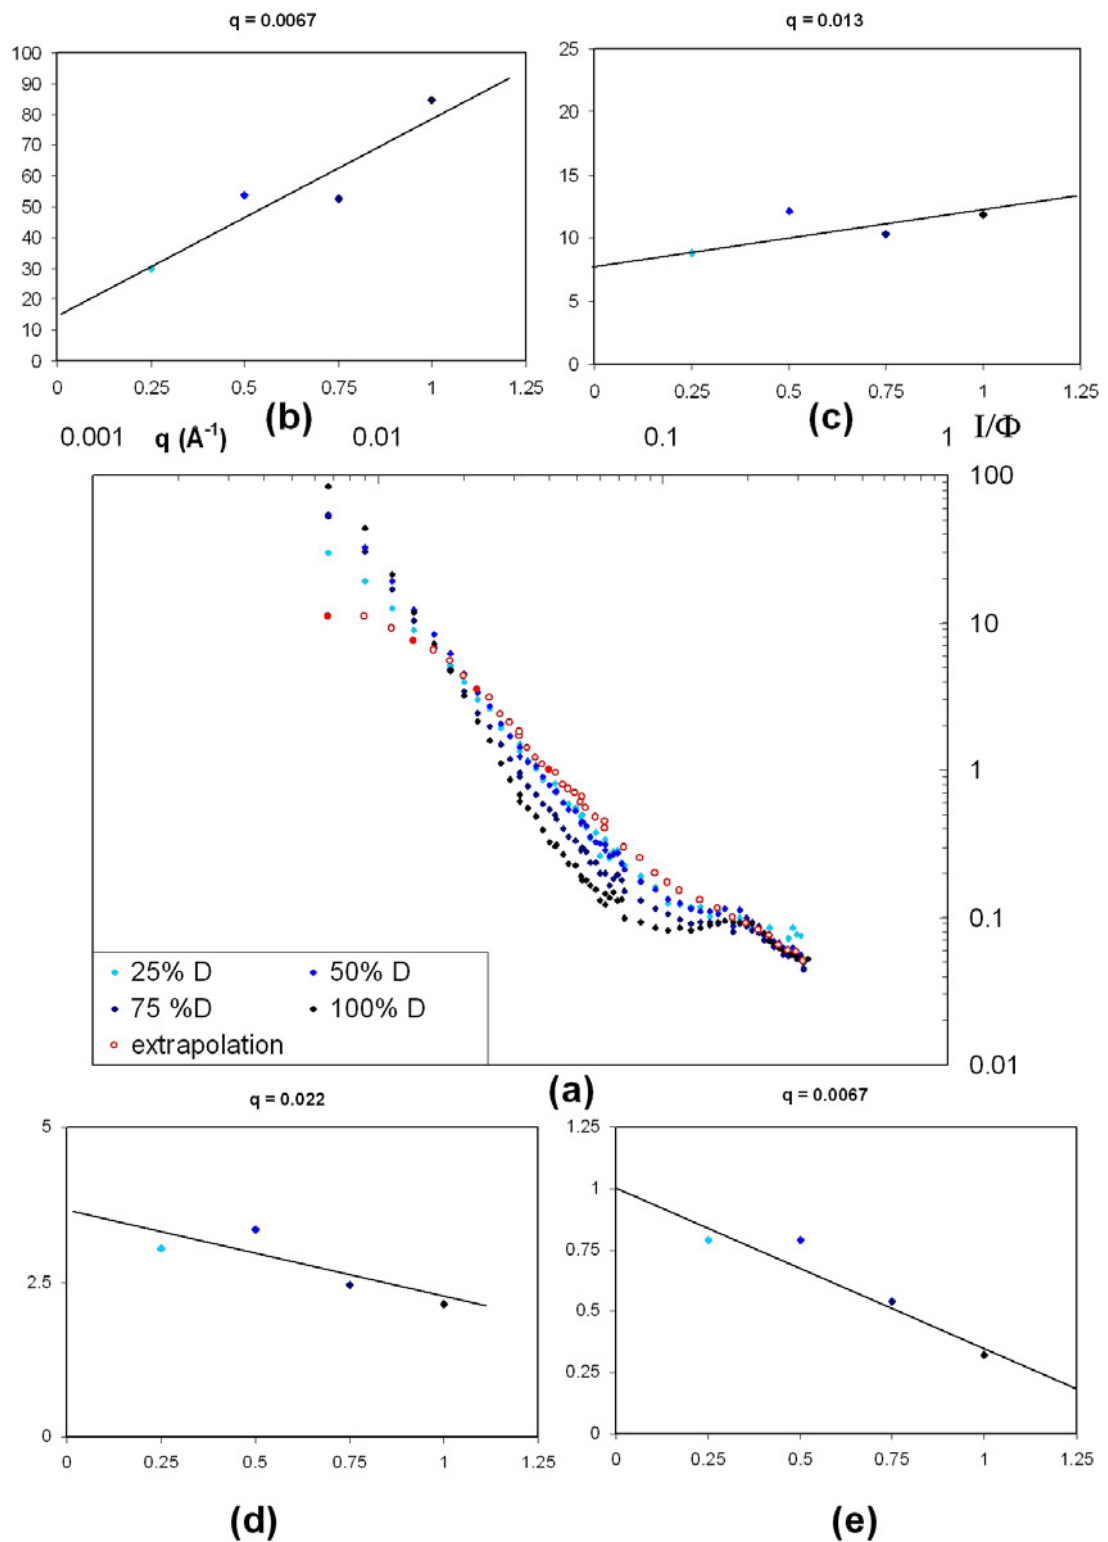 q = 0.0067
100
90
80
70
60
50
40
30
20
10
0
0 0.25 0.5 0.75 1 1.25
(b)
q = 0.013
25
20
15
10
5
0
0 0.25 0.5 0.75 1 1.25
(c)
0.001 q (Å⁻¹) 0.01 0.1 1 I/Φ
100
10
1
0.1
0.01
25% D 50% D
75 %D 100% D
extrapolation
(a)
q = 0.022
5
2.5
0
0 0.25 0.5 0.75 1 1.25
(d)
q = 0.0067
1.25
1
0.75
0.5
0.25
0
0 0.25 0.5 0.75 1 1.25
(e)